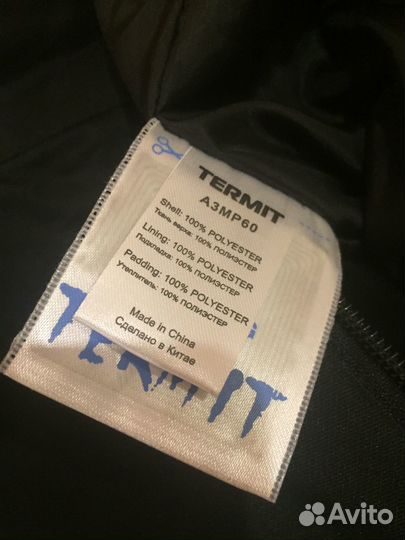 TERMIT
A3MP60
Shell: 100% POLYESTER
Ткань верха: 100% ПОЛИЭСТЕР
Lining: 100% POLYESTER
Подкладка: 100% ПОЛИЭСТЕР
Padding: 100% POLYESTER
Утеплитель: 100% ПОЛИЭСТЕР
Made in China
Сделано в Китае
TERMIT
Avito